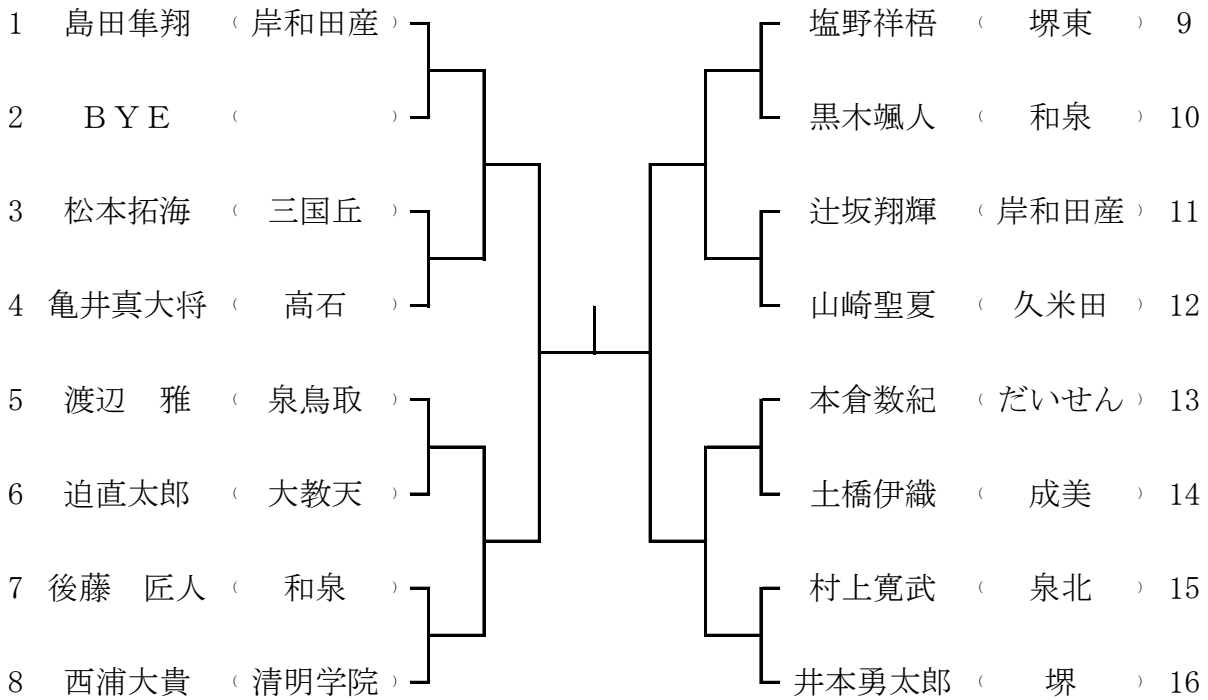 1 島田隼翔 (岸和田産)
2 ＢＹＥ ( )
3 松本拓海 (三国丘)
4 亀井真大将 (高石)
5 渡辺　雅 (泉鳥取)
6 迫直太郎 (大教天)
7 後藤　匠人 (和泉)
8 西浦大貴 (清明学院)
塩野祥梧 (堺東) 9
黒木颯人 (和泉) 10
辻坂翔輝 (岸和田産) 11
山崎聖夏 (久米田) 12
本倉数紀 (だいせん) 13
土橋伊織 (成美) 14
村上寛武 (泉北) 15
井本勇太郎 (堺) 16